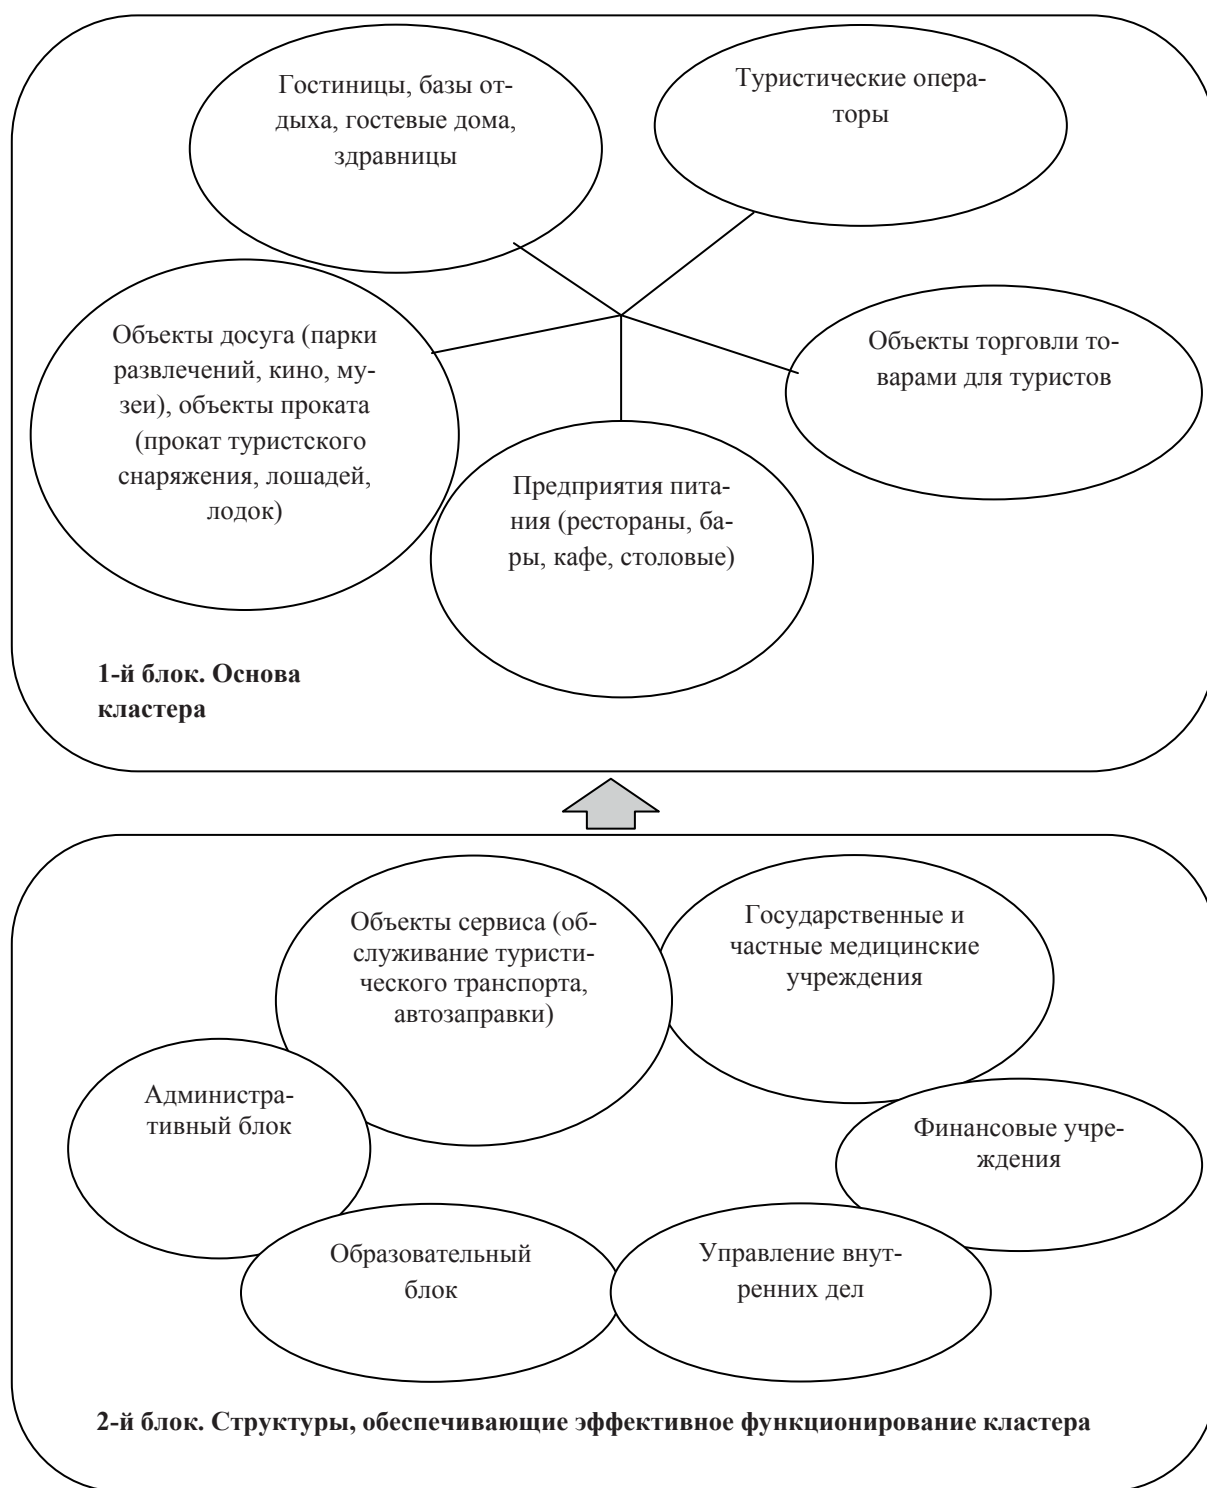 Гостиницы, базы от-
дыха, гостевые дома,
здравницы
Туристические опера-
торы
Объекты досуга (парки
развлечений, кино, му-
зеи), объекты проката
(прокат туристского
снаряжения, лошадей,
лодок)
Объекты торговли то-
варами для туристов
Предприятия пита-
ния (рестораны, ба-
ры, кафе, столовые)
1-й блок. Основа
кластера
Объекты сервиса (об-
служивание туристи-
ческого транспорта,
автозаправки)
Государственные и
частные медицинские
учреждения
Администра-
тивный блок
Финансовые учре-
ждения
Образовательный
блок
Управление внут-
ренних дел
2-й блок. Структуры, обеспечивающие эффективное функционирование кластера